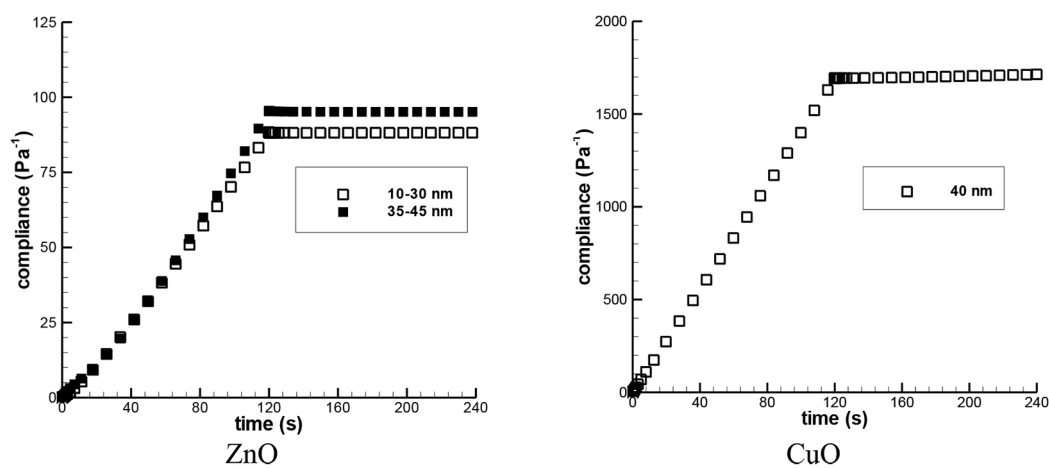 125
100
75
50
25
0
compliance (Pa⁻¹)
0 40 80 120 160 200 240
time (s)
10-30 nm
35-45 nm
ZnO
2000
1500
1000
500
0
compliance (Pa⁻¹)
0 40 80 120 160 200 240
time (s)
40 nm
CuO